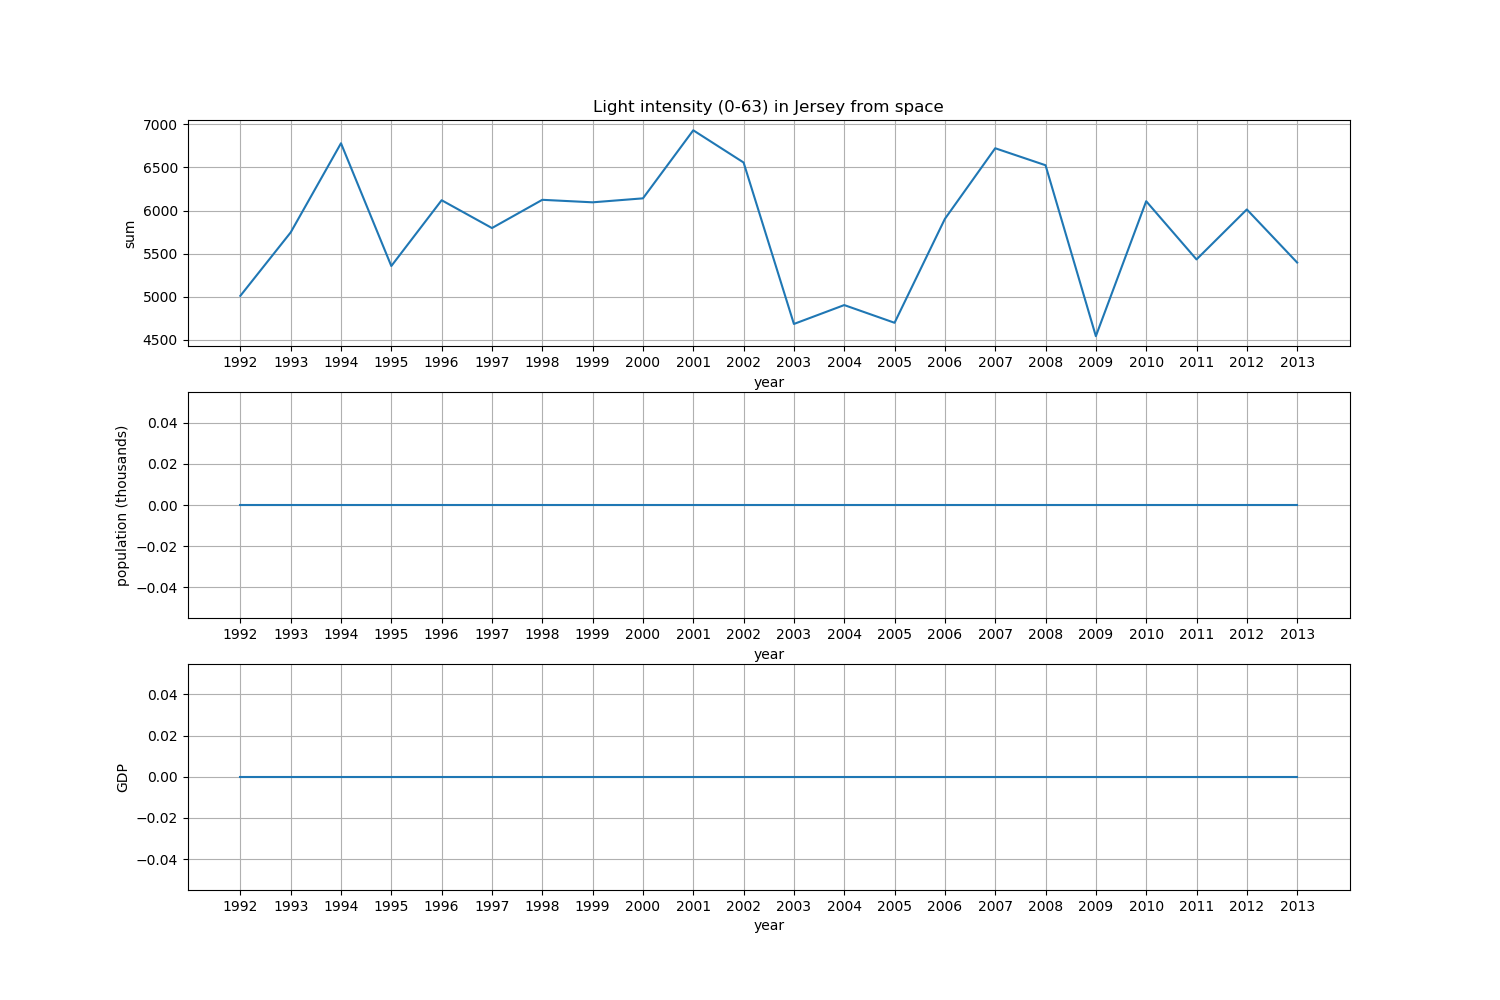 Light intensity (0-63) in Jersey from space
7000
6500
6000
5500
5000
4500
sum
1992 1993 1994 1995 1996 1997 1998 1999 2000 2001 2002 2003 2004 2005 2006 2007 2008 2009 2010 2011 2012 2013
year
0.04
0.02
0.00
−0.02
−0.04
population (thousands)
1992 1993 1994 1995 1996 1997 1998 1999 2000 2001 2002 2003 2004 2005 2006 2007 2008 2009 2010 2011 2012 2013
year
0.04
0.02
0.00
−0.02
−0.04
GDP
1992 1993 1994 1995 1996 1997 1998 1999 2000 2001 2002 2003 2004 2005 2006 2007 2008 2009 2010 2011 2012 2013
year